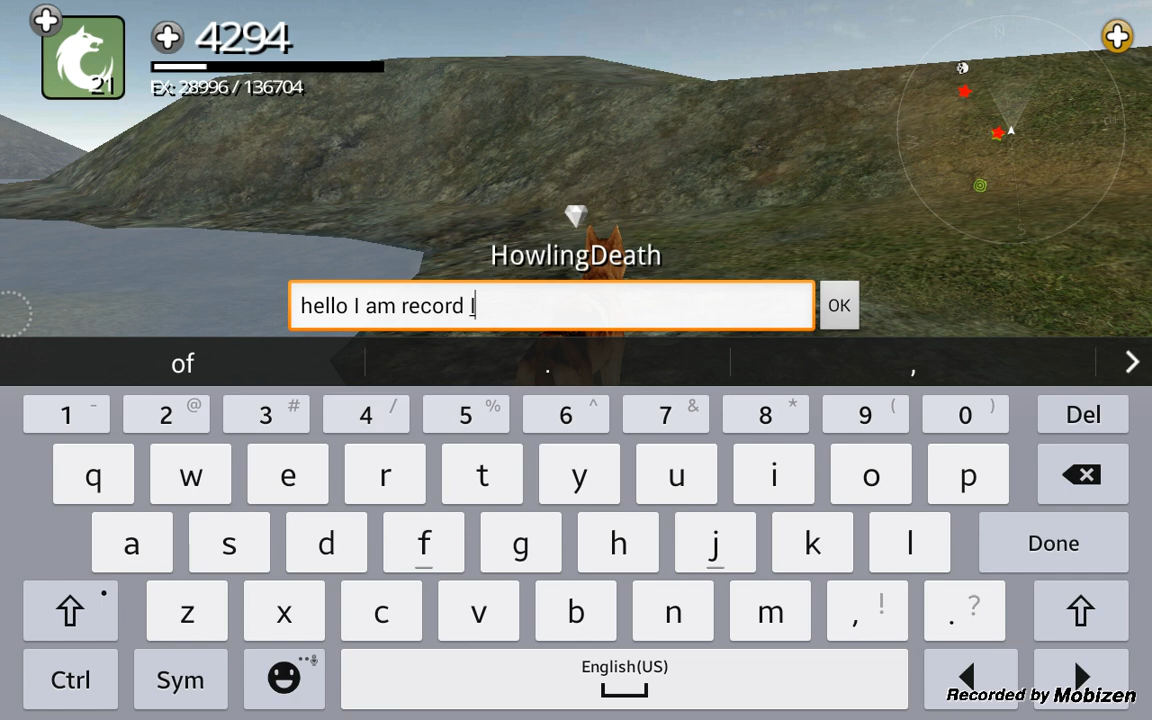 4294
21
EX: 28996 / 136704
N
W
HowlingDeath
hello I am record I
OK
of . ,
1 - 2 @ 3 # 4 / 5 % 6 ^ 7 & 8 * 9 ( 0 ) Del
q w e r t y u i o p
a s d f g h j k l Done
z x c v b n m , ! . ?
Ctrl Sym English(US)
Recorded by Mobizen